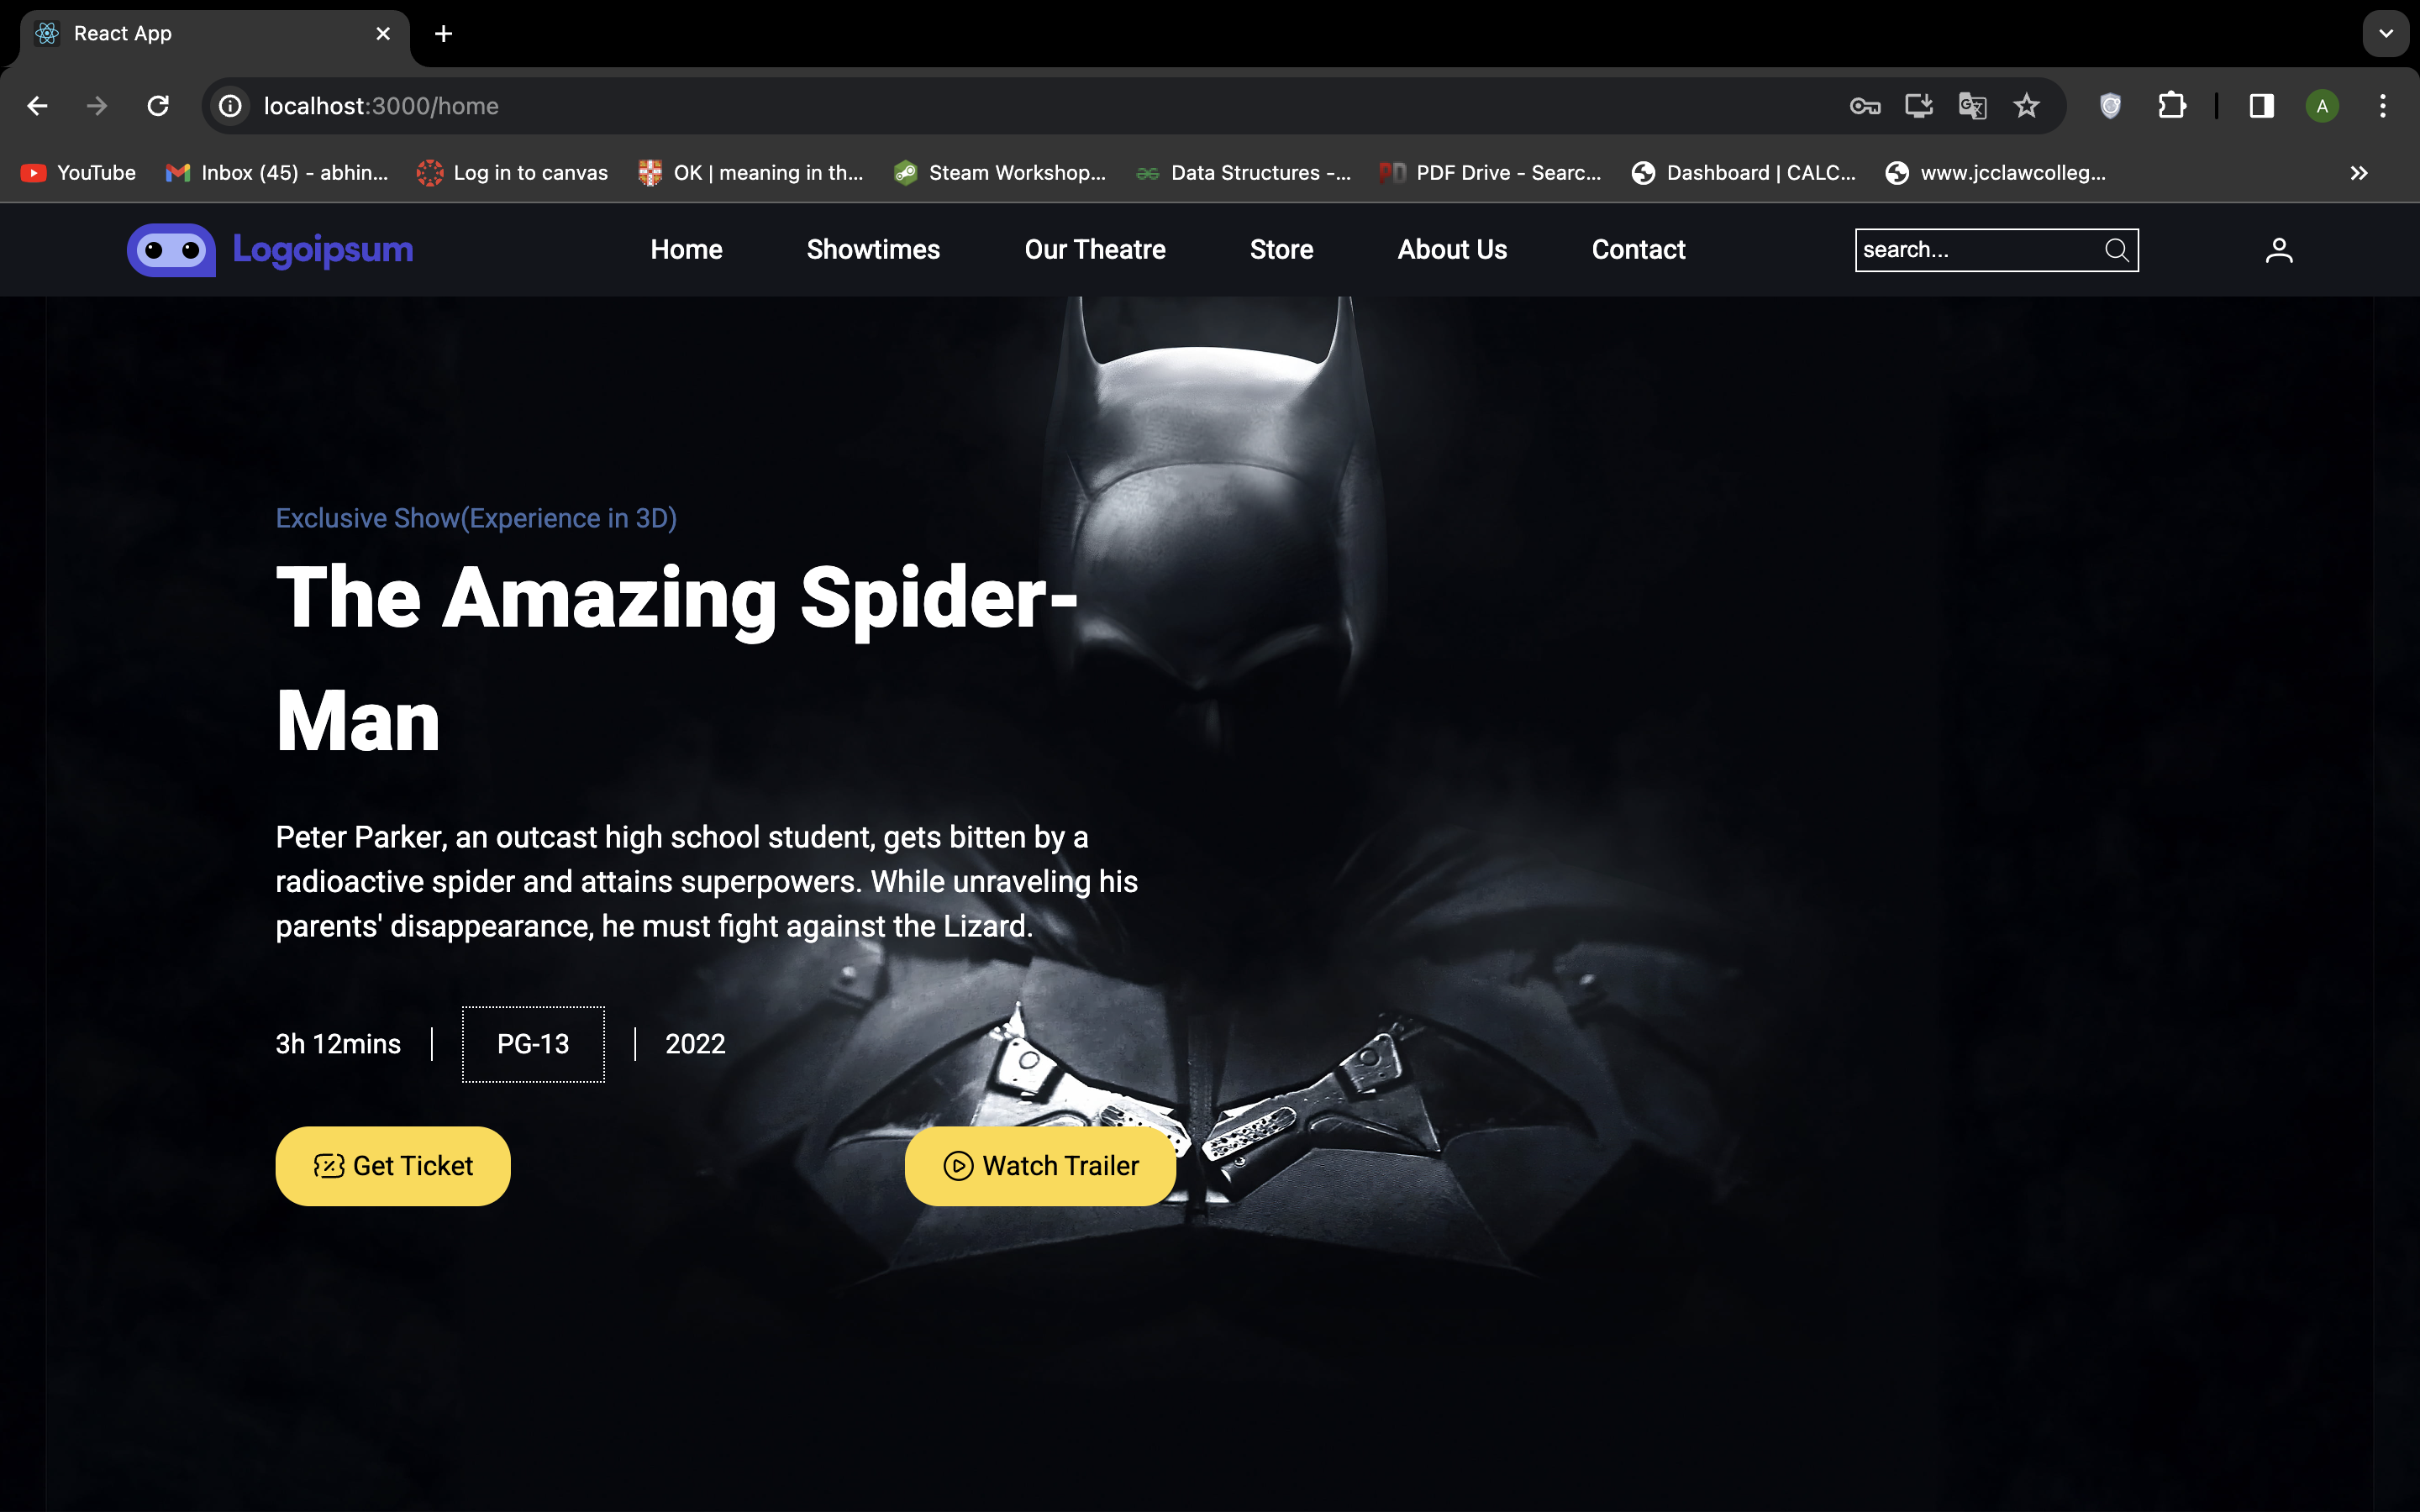 React App
localhost:3000/home
A
YouTube
Inbox (45) - abhin...
Log in to canvas
OK | meaning in th...
Steam Workshop...
Data Structures -...
PD
PDF Drive - Searc...
Dashboard | CALC...
www.jcclawcolleg...
Logoipsum
Home
Showtimes
Our Theatre
Store
About Us
Contact
search...
Exclusive Show(Experience in 3D)
The Amazing Spider-
Man
Peter Parker, an outcast high school student, gets bitten by a
radioactive spider and attains superpowers. While unraveling his
parents' disappearance, he must fight against the Lizard.
3h 12mins
PG-13
2022
Get Ticket
Watch Trailer